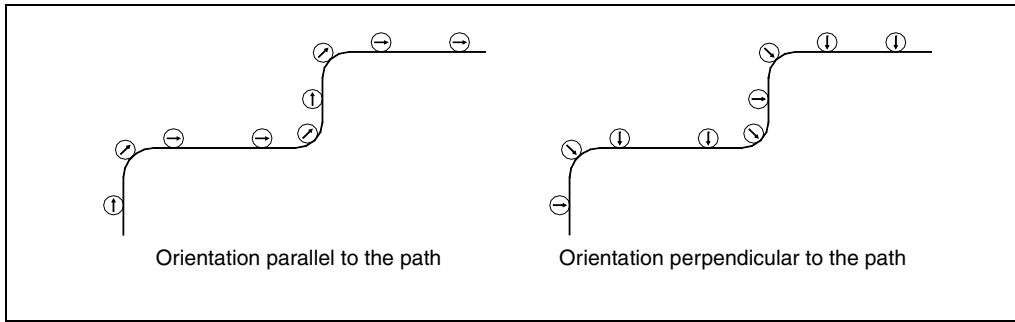 Orientation parallel to the path
Orientation perpendicular to the path